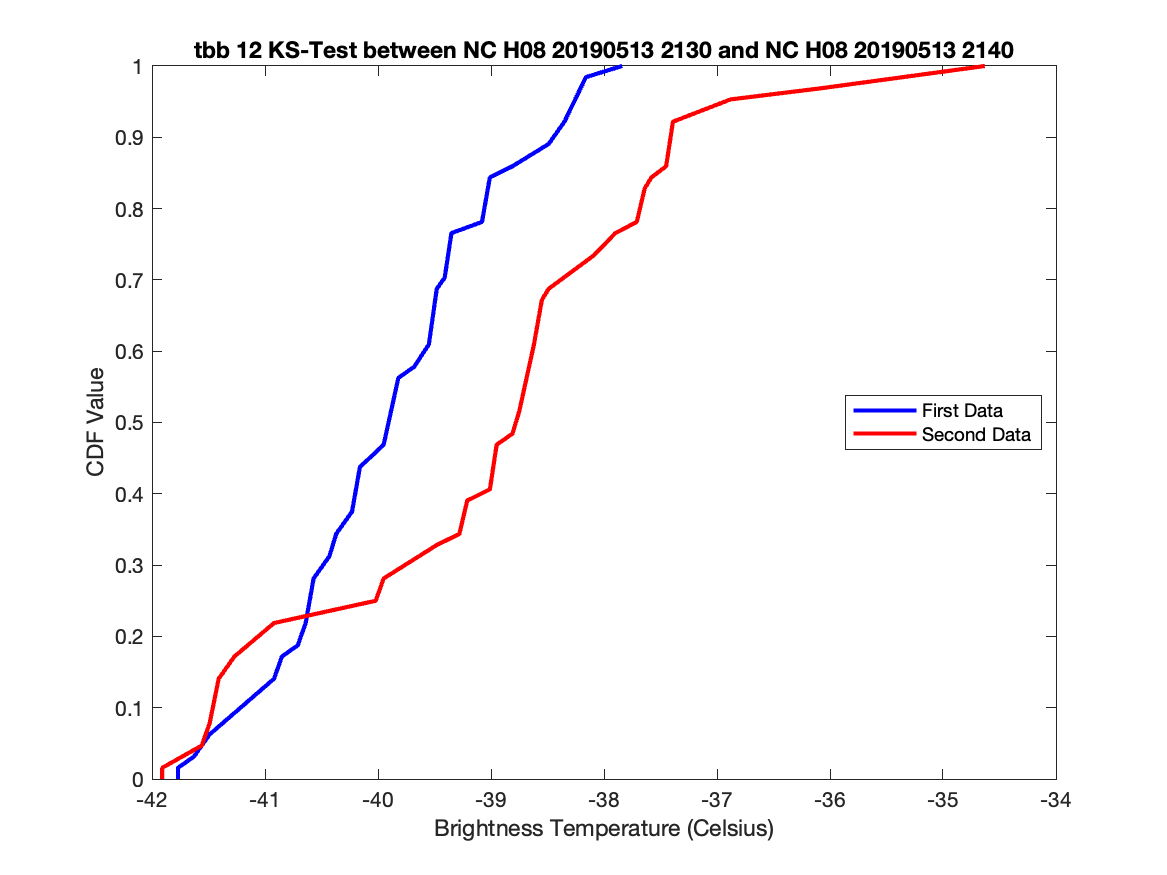 tbb 12 KS-Test between NC H08 20190513 2130 and NC H08 20190513 2140
1
0.9
0.8
0.7
0.6
0.5
0.4
0.3
0.2
0.1
0
CDF Value
First Data
Second Data
-42 -41 -40 -39 -38 -37 -36 -35 -34
Brightness Temperature (Celsius)